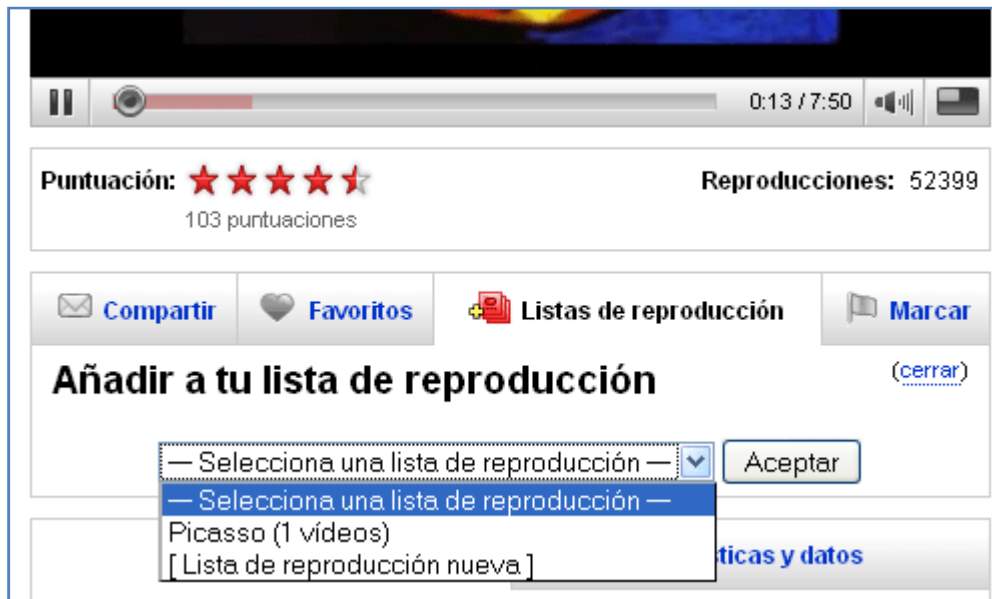 0:13 / 7:50
Puntuación:
Reproducciones: 52399
103 puntuaciones
Compartir Favoritos Listas de reproducción Marcar
Añadir a tu lista de reproducción (cerrar)
— Selecciona una lista de reproducción — Aceptar
— Selecciona una lista de reproducción —
Picasso (1 vídeos)
[ Lista de reproducción nueva ]
y datos